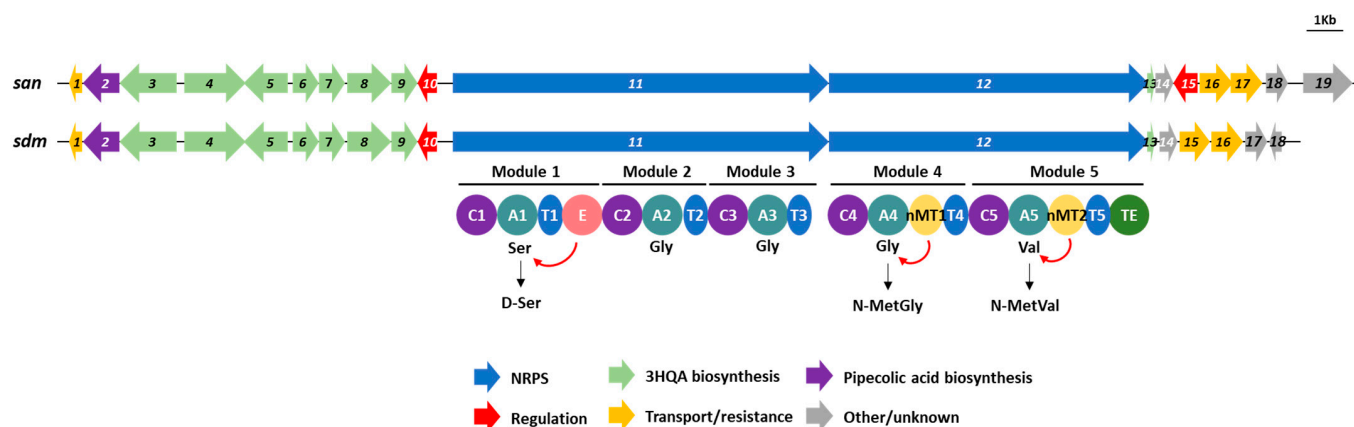 1Kb
san 1 2 3 4 5 6 7 8 9 10 11 12 13 14 15 16 17 18 19
sdm 1 2 3 4 5 6 7 8 9 10 11 12 13 14 15 16 17 18
Module 1 Module 2 Module 3 Module 4 Module 5
C1 A1 T1 E C2 A2 T2 C3 A3 T3 C4 A4 nMT1 T4 C5 A5 nMT2 T5 TE
Ser Gly Gly Gly Val
D-Ser N-MetGly N-MetVal
NRPS 3HQA biosynthesis Pipecolic acid biosynthesis
Regulation Transport/resistance Other/unknown